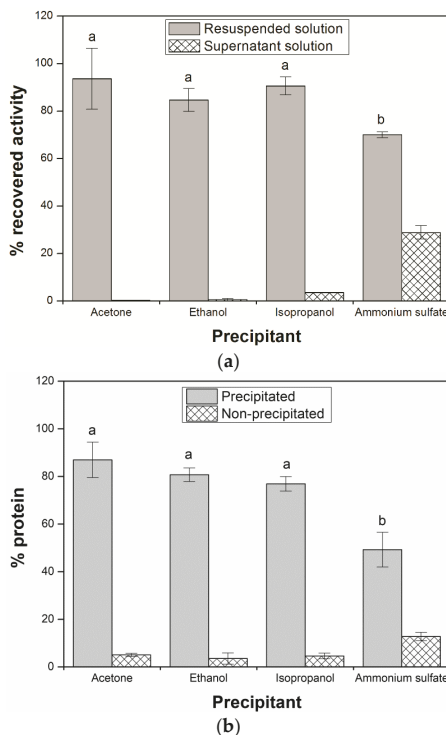 120
Resuspended solution
Supernatant solution
a
a
a
100
80
b
60
40
20
0
% recovered activity
Acetone
Ethanol
Isopropanol
Ammonium sulfate
Precipitant
(a)
120
Precipitated
Non-precipitated
100
a
a
a
80
b
60
40
20
0
% protein
Acetone
Ethanol
Isopropanol
Ammonium sulfate
Precipitant
(b)